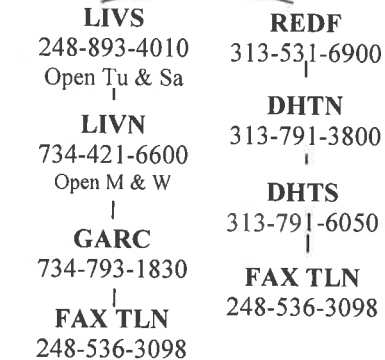 LIVS
248-893-4010
Open Tu & Sa
LIVN
734-421-6600
Open M & W
GARC
734-793-1830
FAX TLN
248-536-3098
REDF
313-531-6900
DHTN
313-791-3800
DHTS
313-791-6050
FAX TLN
248-536-3098